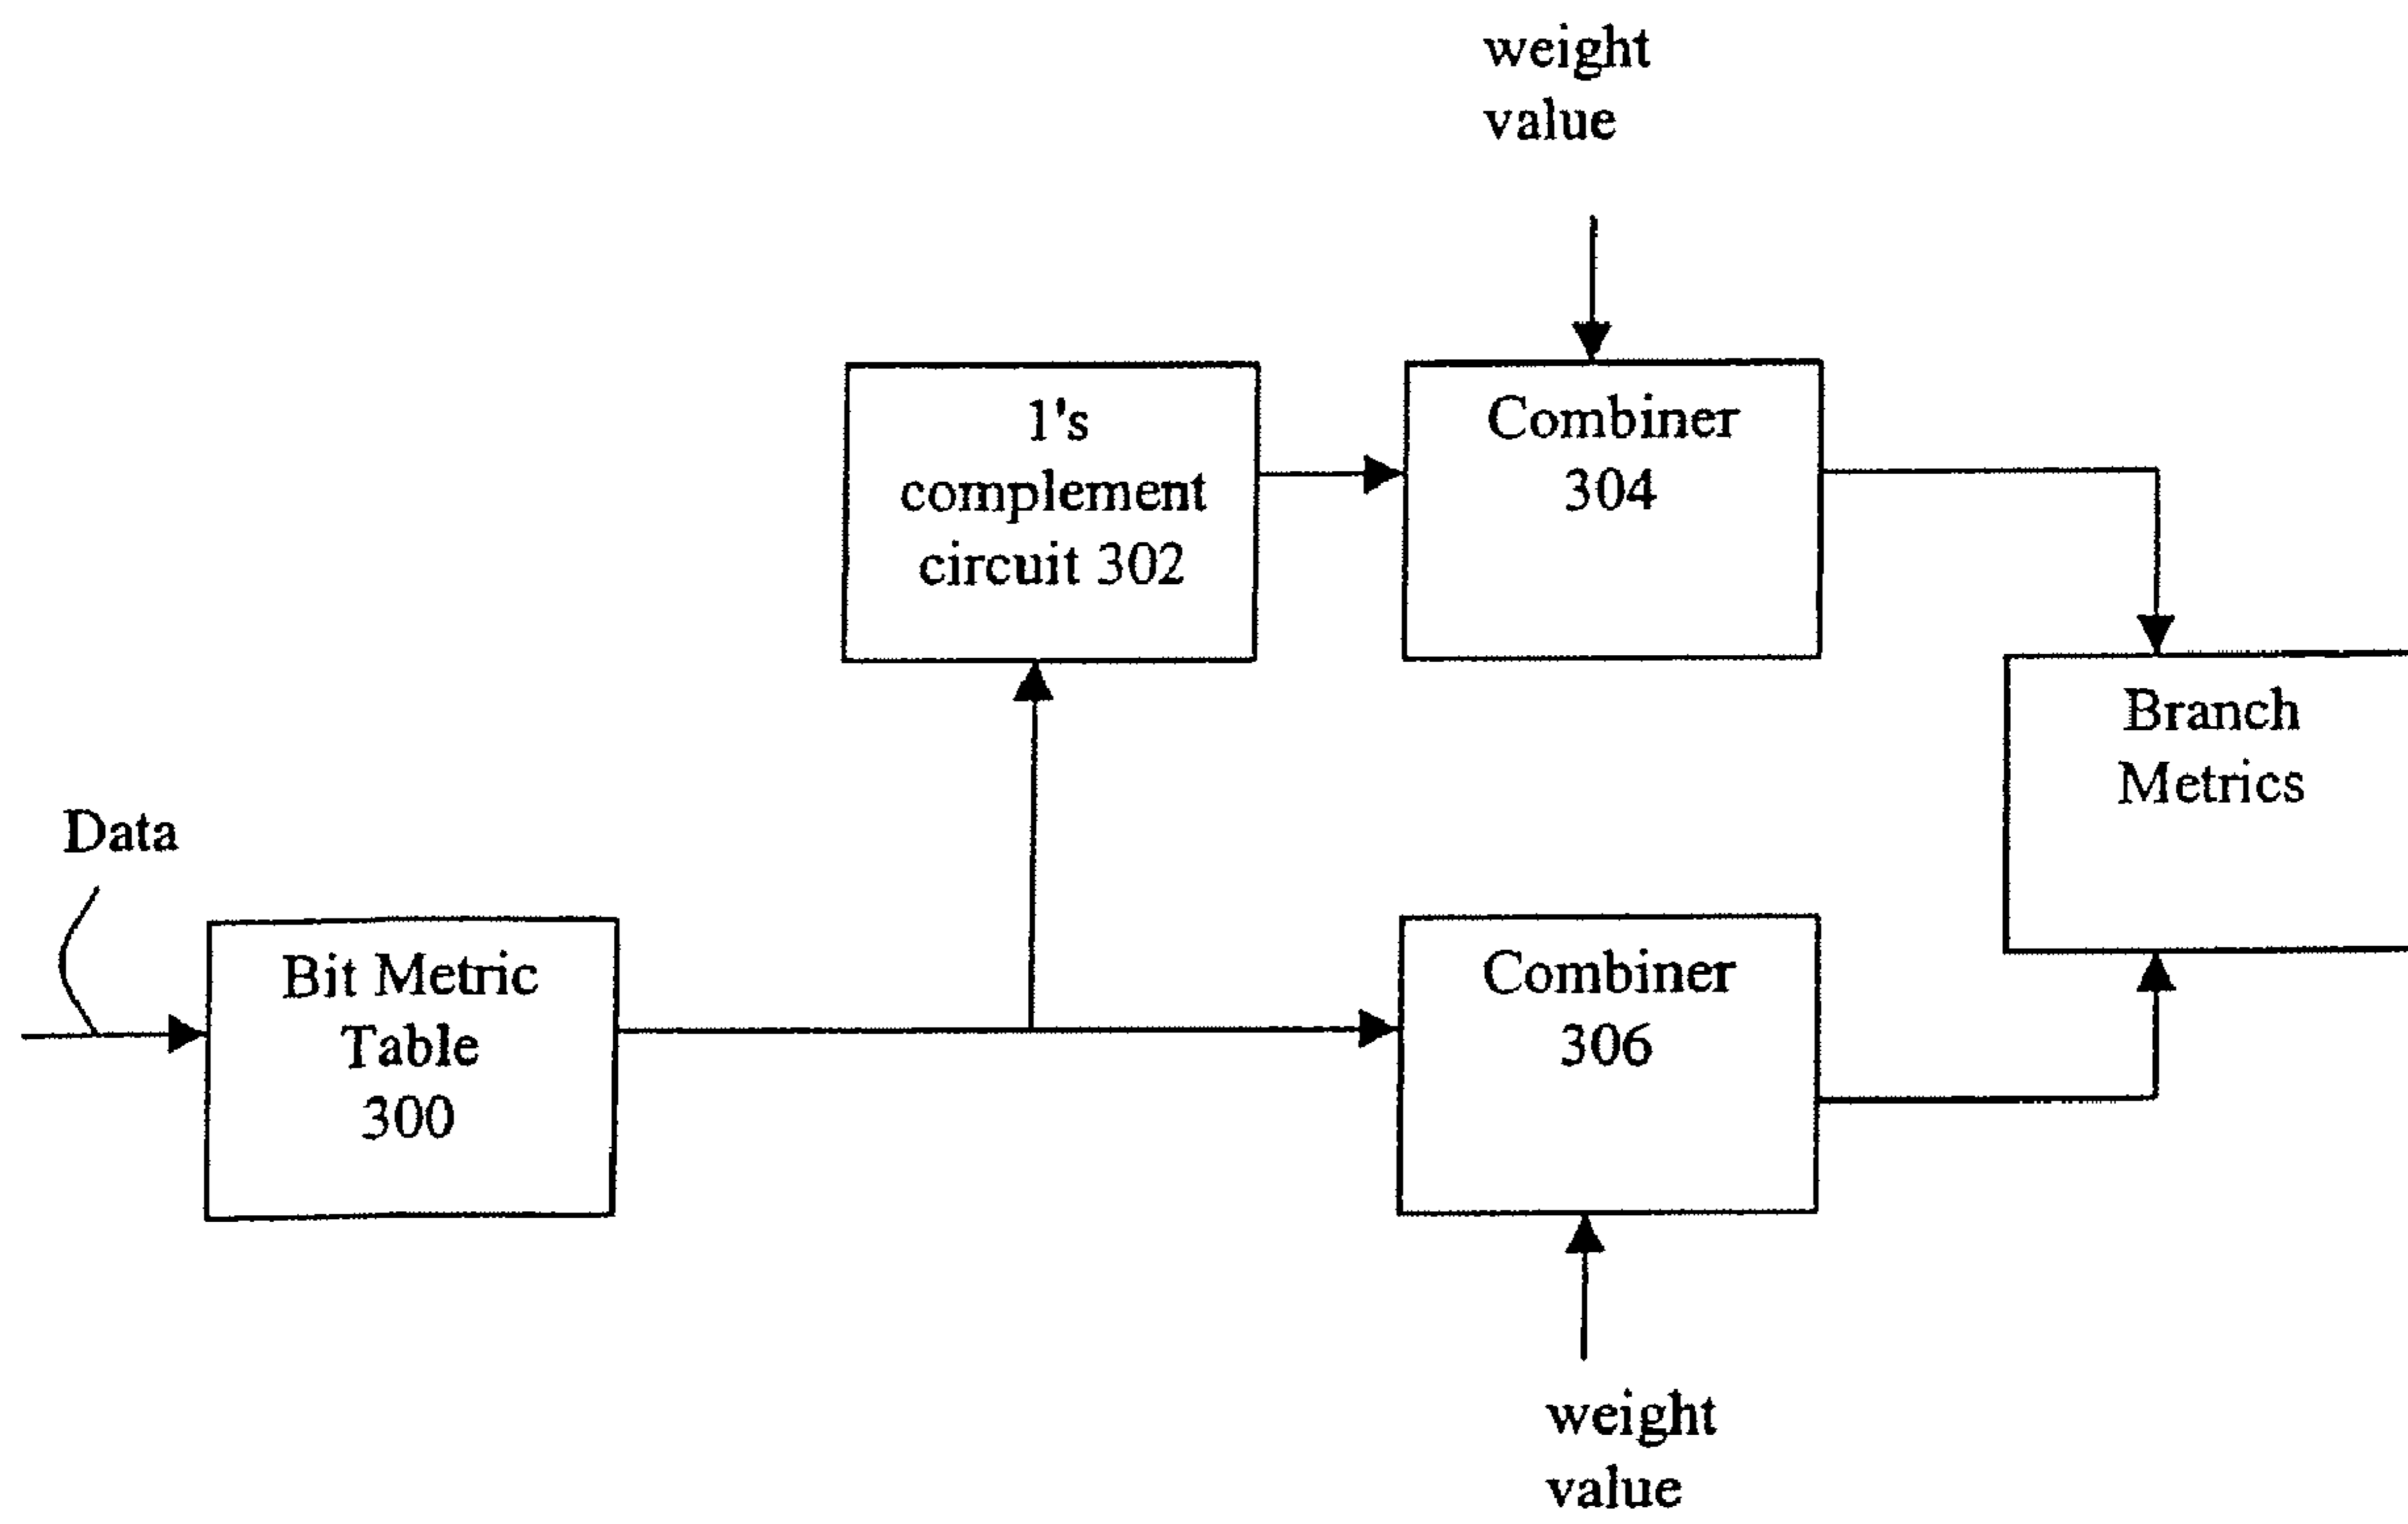 weight
value
1's
complement
circuit 302
Combiner
304
Branch
Metrics
Data
Bit Metric
Table
300
Combiner
306
weight
value